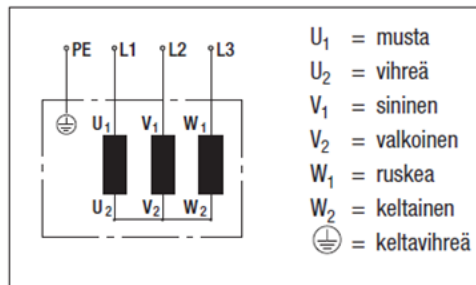 PE L1 L2 L3
U₁ V₁ W₁
U₂ V₂ W₂
U₁ = musta
U₂ = vihreä
V₁ = sininen
V₂ = valkoinen
W₁ = ruskea
W₂ = keltainen
= keltavihreä